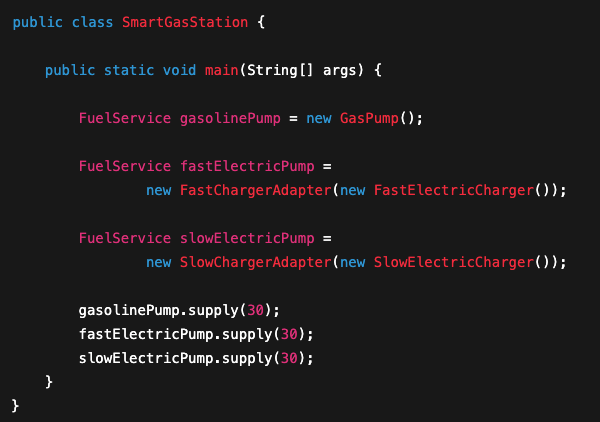 public class SmartGasStation {
public static void main(String[] args) {
FuelService gasolinePump = new GasPump();
FuelService fastElectricPump =
new FastChargerAdapter(new FastElectricCharger());
FuelService slowElectricPump =
new SlowChargerAdapter(new SlowElectricCharger());
gasolinePump.supply(30);
fastElectricPump.supply(30);
slowElectricPump.supply(30);
}
}